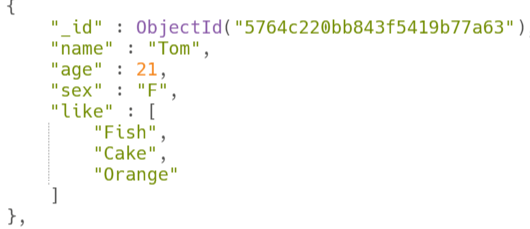 {
"_id" : ObjectId("5764c220bb843f5419b77a63")
"name" : "Tom",
"age" : 21,
"sex" : "F",
"like" : [
"Fish",
"Cake",
"Orange"
]
},